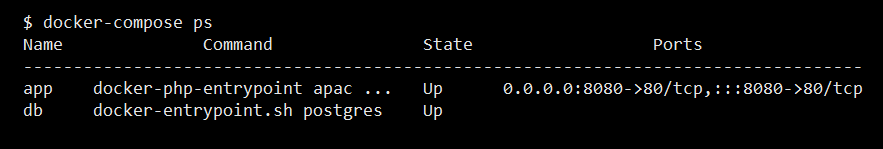 $ docker-compose ps
Name              Command               State                  Ports
------------------------------------------------------------------------------------
app    docker-php-entrypoint apac ...   Up      0.0.0.0:8080->80/tcp,:::8080->80/tcp
db     docker-entrypoint.sh postgres    Up